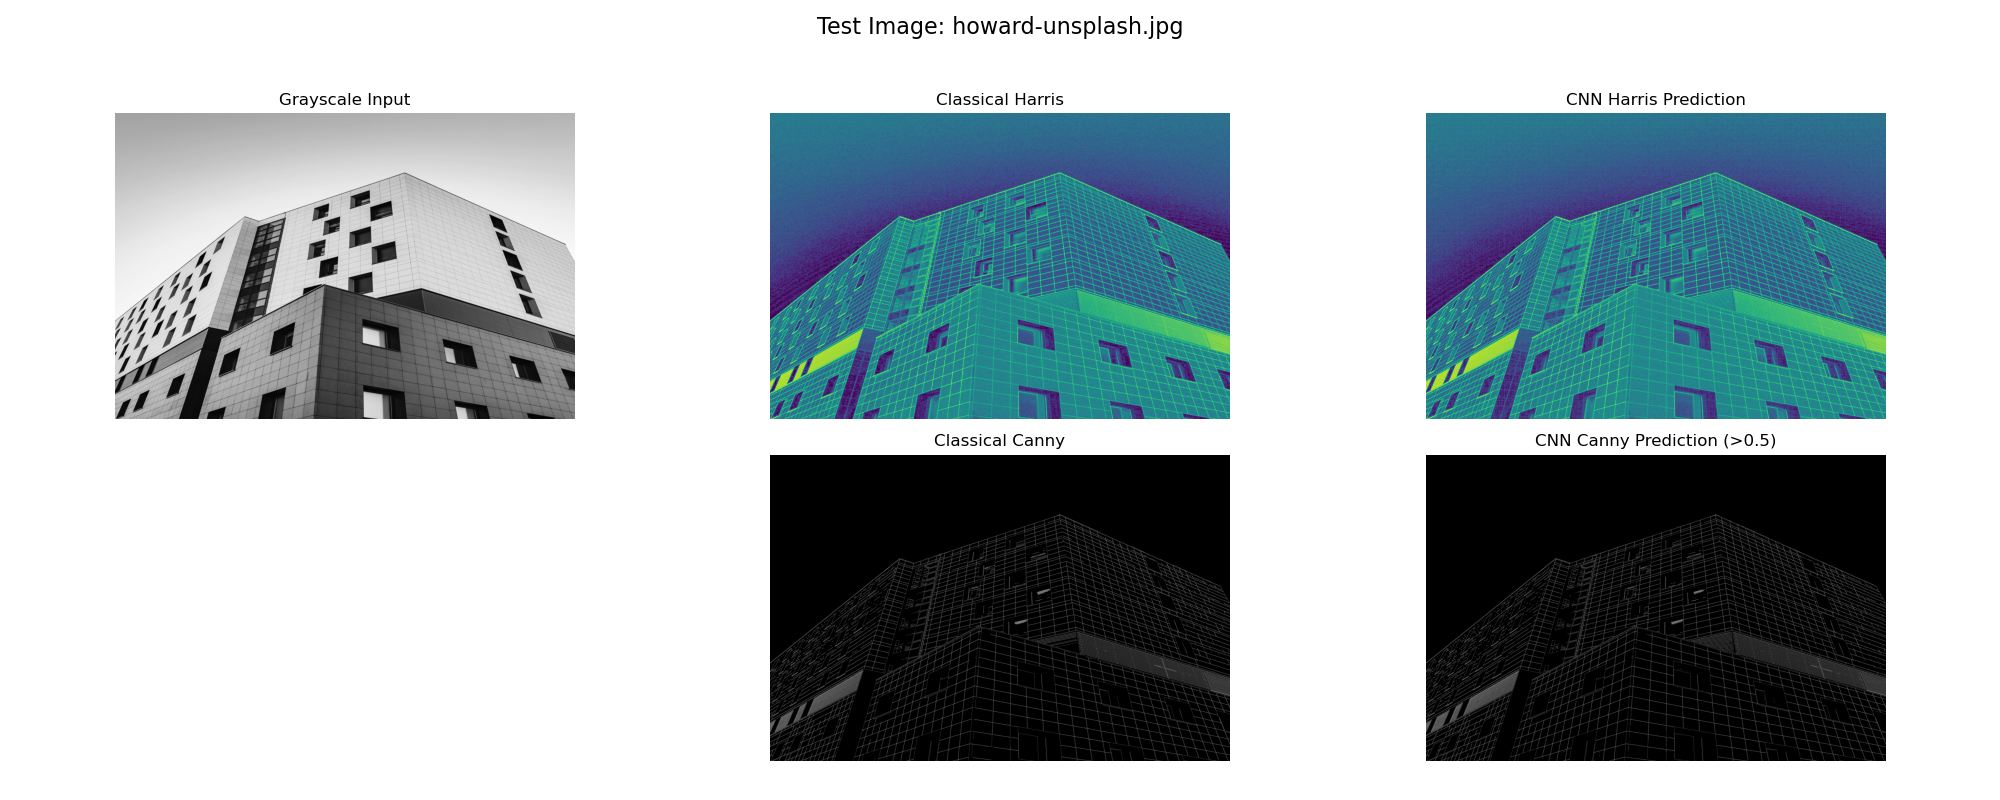 Test Image: howard-unsplash.jpg
Grayscale Input
Classical Harris
CNN Harris Prediction
Classical Canny
CNN Canny Prediction (>0.5)